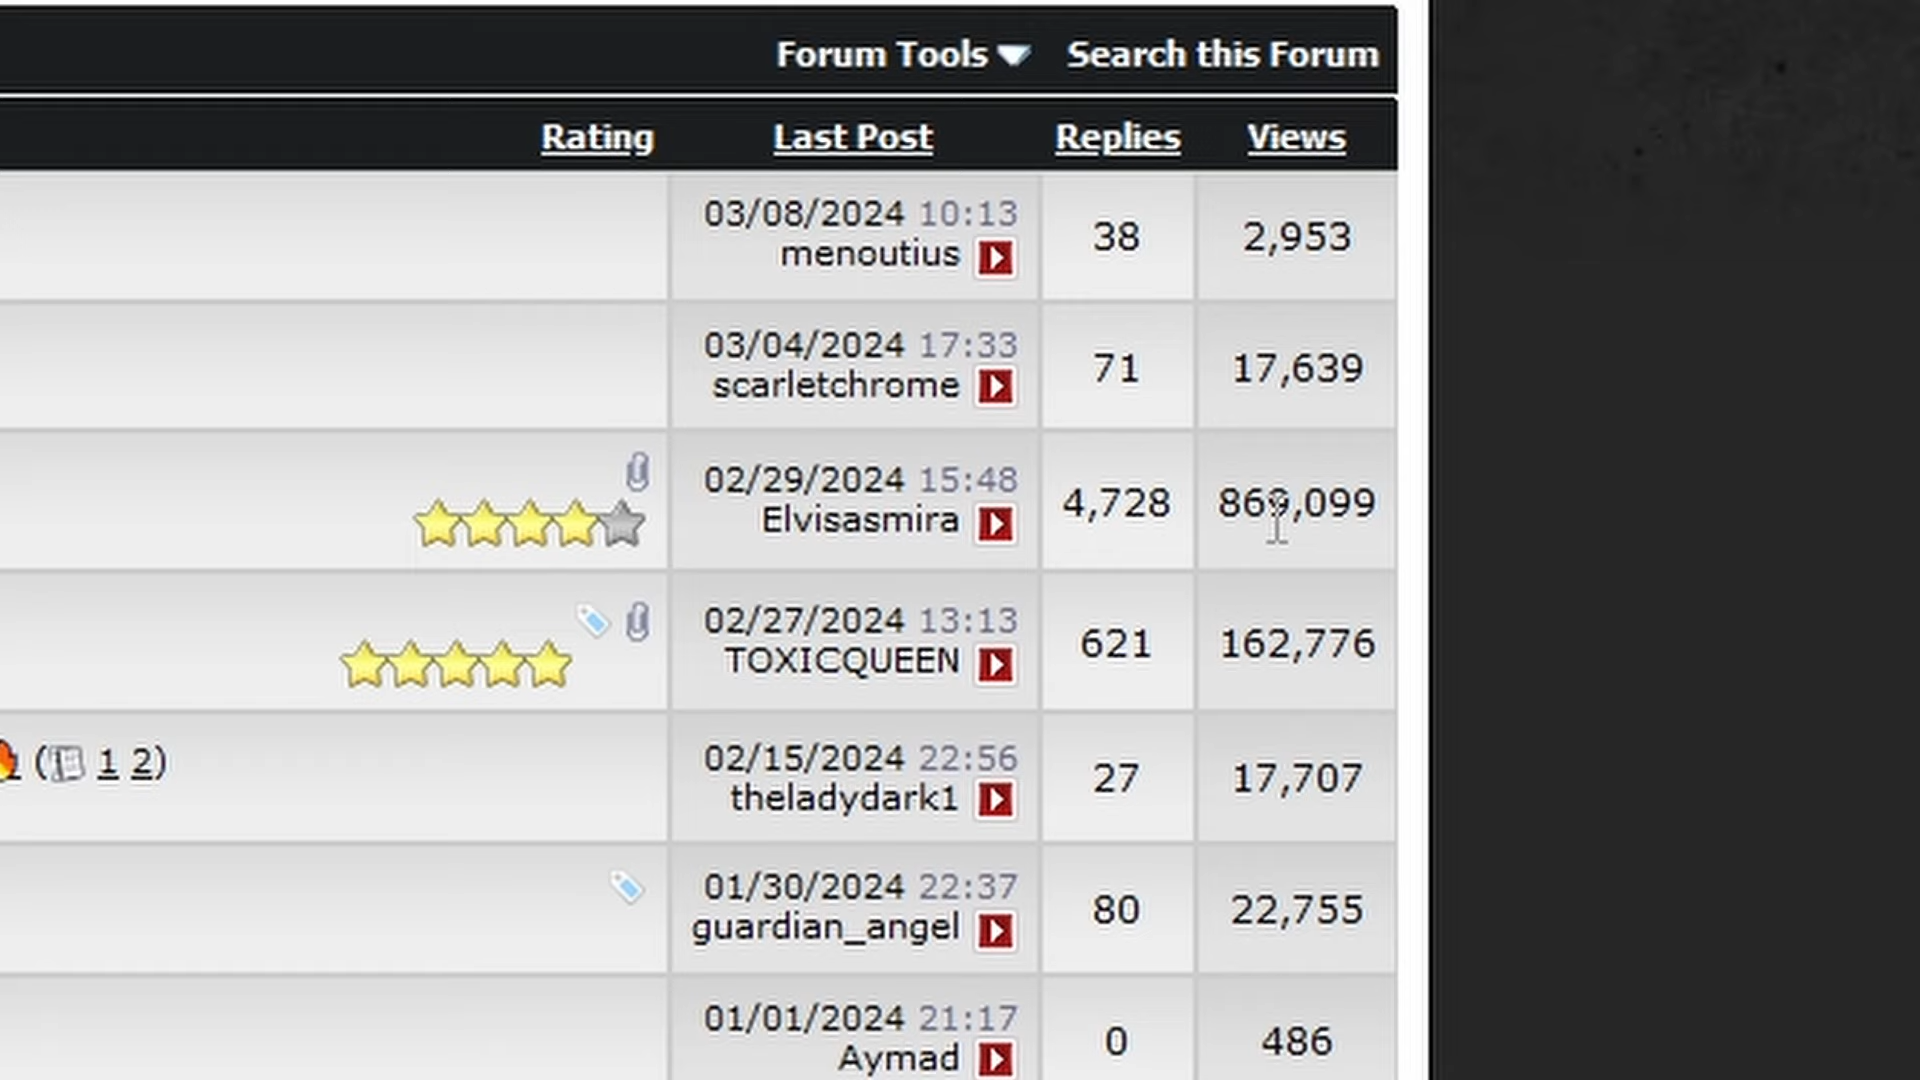 Forum Tools Search this Forum
Rating Last Post Replies Views
03/08/2024 10:13
menoutius
38
2,953
03/04/2024 17:33
scarletchrome
71
17,639
02/29/2024 15:48
Elvisasmira
4,728
869,099
02/27/2024 13:13
TOXICQUEEN
621
162,776
(1 2)
02/15/2024 22:56
theladydark1
27
17,707
01/30/2024 22:37
guardian_angel
80
22,755
01/01/2024 21:17
Aymad
0
486